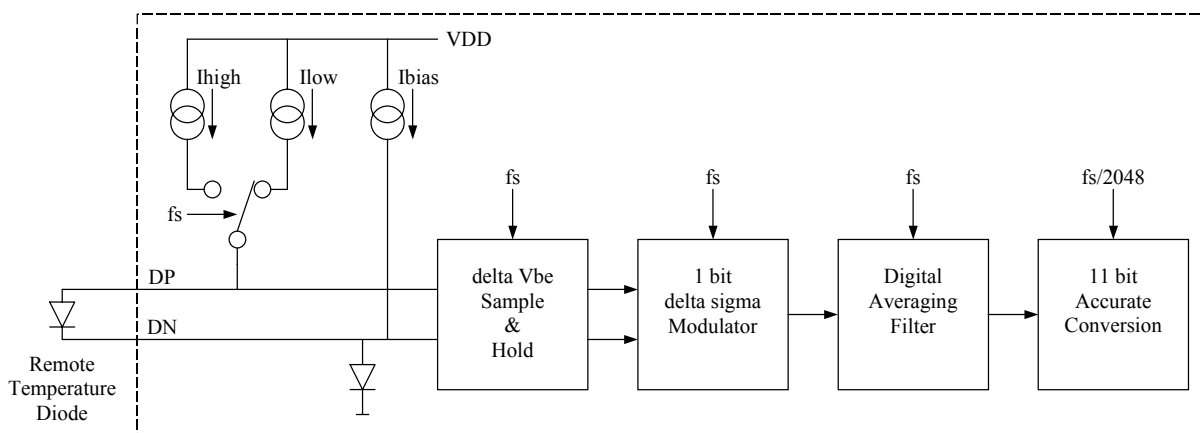 VDD
Ihigh
Ilow
Ibias
fs
fs
fs
fs/2048
fs
DP
DN
delta Vbe
Sample
&
Hold
1 bit
delta sigma
Modulator
Digital
Averaging
Filter
11 bit
Accurate
Conversion
Remote
Temperature
Diode